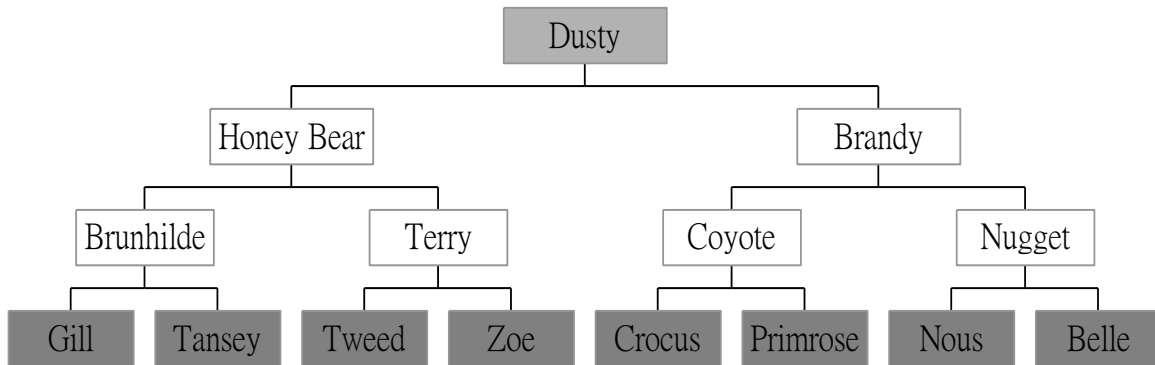 Dusty
Honey Bear
Brandy
Brunhilde
Terry
Coyote
Nugget
Gill
Tansey
Tweed
Zoe
Crocus
Primrose
Nous
Belle